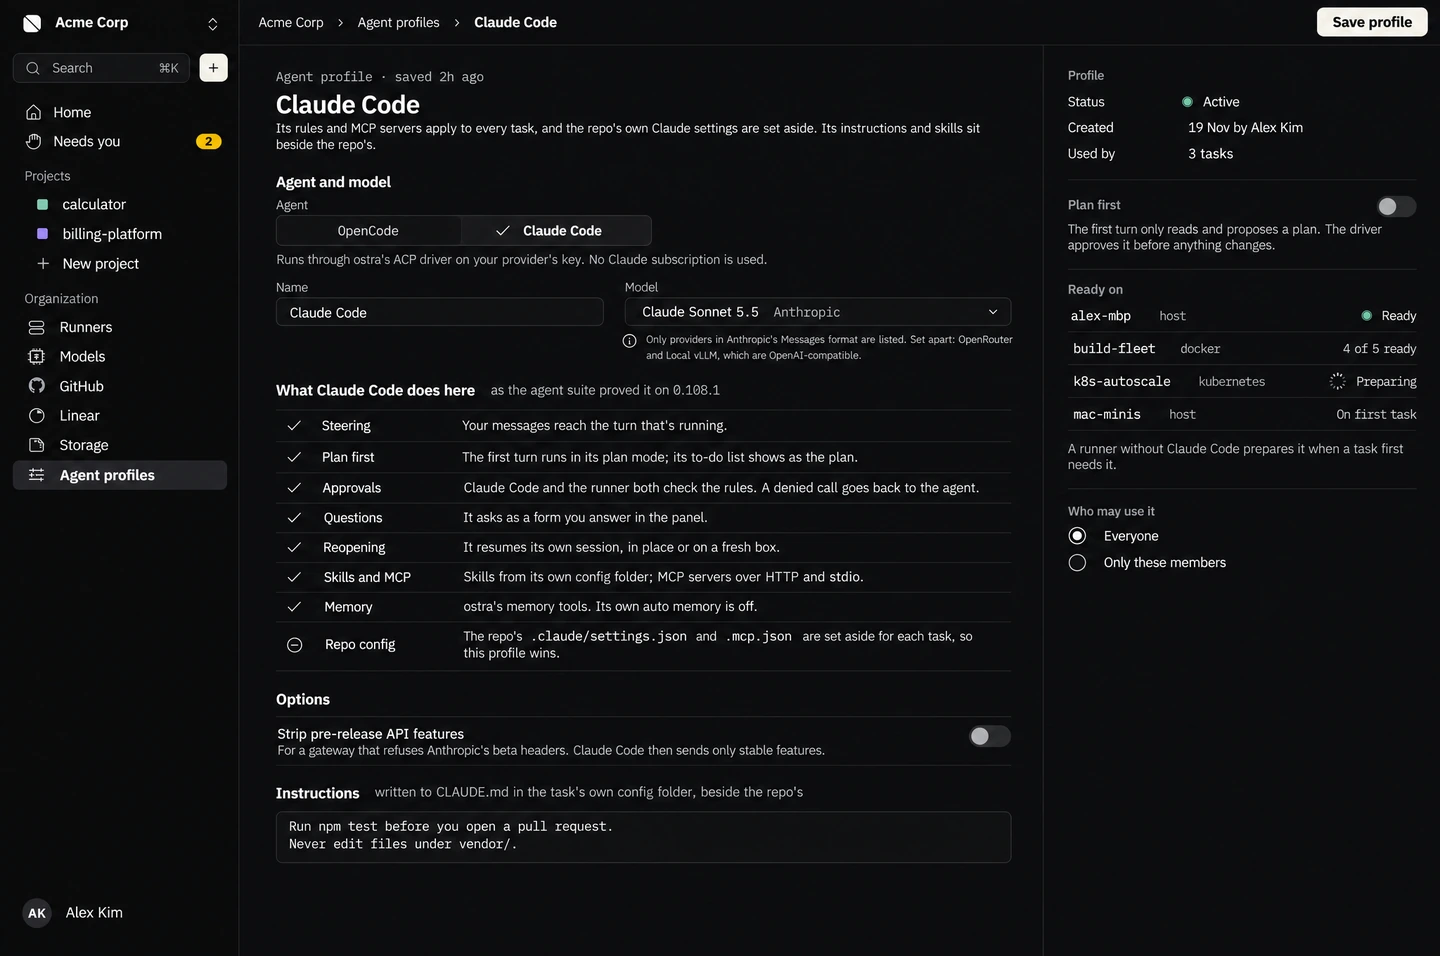 Acme Corp
Search ⌘K +
Home
Needs you 2
Projects
calculator
billing-platform
New project
Organization
Runners
Models
GitHub
Linear
Storage
Agent profiles
AK Alex Kim
Acme Corp > Agent profiles > Claude Code
Save profile
Agent profile · saved 2h ago
Claude Code
Its rules and MCP servers apply to every task, and the repo's own Claude settings are set aside. Its instructions and skills sit
beside the repo's.
Agent and model
Agent
OpenCode Claude Code
Runs through ostra's ACP driver on your provider's key. No Claude subscription is used.
Name
Claude Code
Model
Claude Sonnet 5.5 Anthropic
Only providers in Anthropic's Messages format are listed. Set apart: OpenRouter
and Local vLLM, which are OpenAI-compatible.
What Claude Code does here as the agent suite proved it on 0.108.1
Steering Your messages reach the turn that's running.
Plan first The first turn runs in its plan mode; its to-do list shows as the plan.
Approvals Claude Code and the runner both check the rules. A denied call goes back to the agent.
Questions It asks as a form you answer in the panel.
Reopening It resumes its own session, in place or on a fresh box.
Skills and MCP Skills from its own config folder; MCP servers over HTTP and stdio.
Memory ostra's memory tools. Its own auto memory is off.
Repo config The repo's .claude/settings.json and .mcp.json are set aside for each task, so
this profile wins.
Options
Strip pre-release API features
For a gateway that refuses Anthropic's beta headers. Claude Code then sends only stable features.
Instructions written to CLAUDE.md in the task's own config folder, beside the repo's
Run npm test before you open a pull request.
Never edit files under vendor/.
Profile
Status Active
Created 19 Nov by Alex Kim
Used by 3 tasks
Plan first
The first turn only reads and proposes a plan. The driver
approves it before anything changes.
Ready on
alex-mbp host Ready
build-fleet docker 4 of 5 ready
k8s-autoscale kubernetes Preparing
mac-minis host On first task
A runner without Claude Code prepares it when a task first
needs it.
Who may use it
Everyone
Only these members